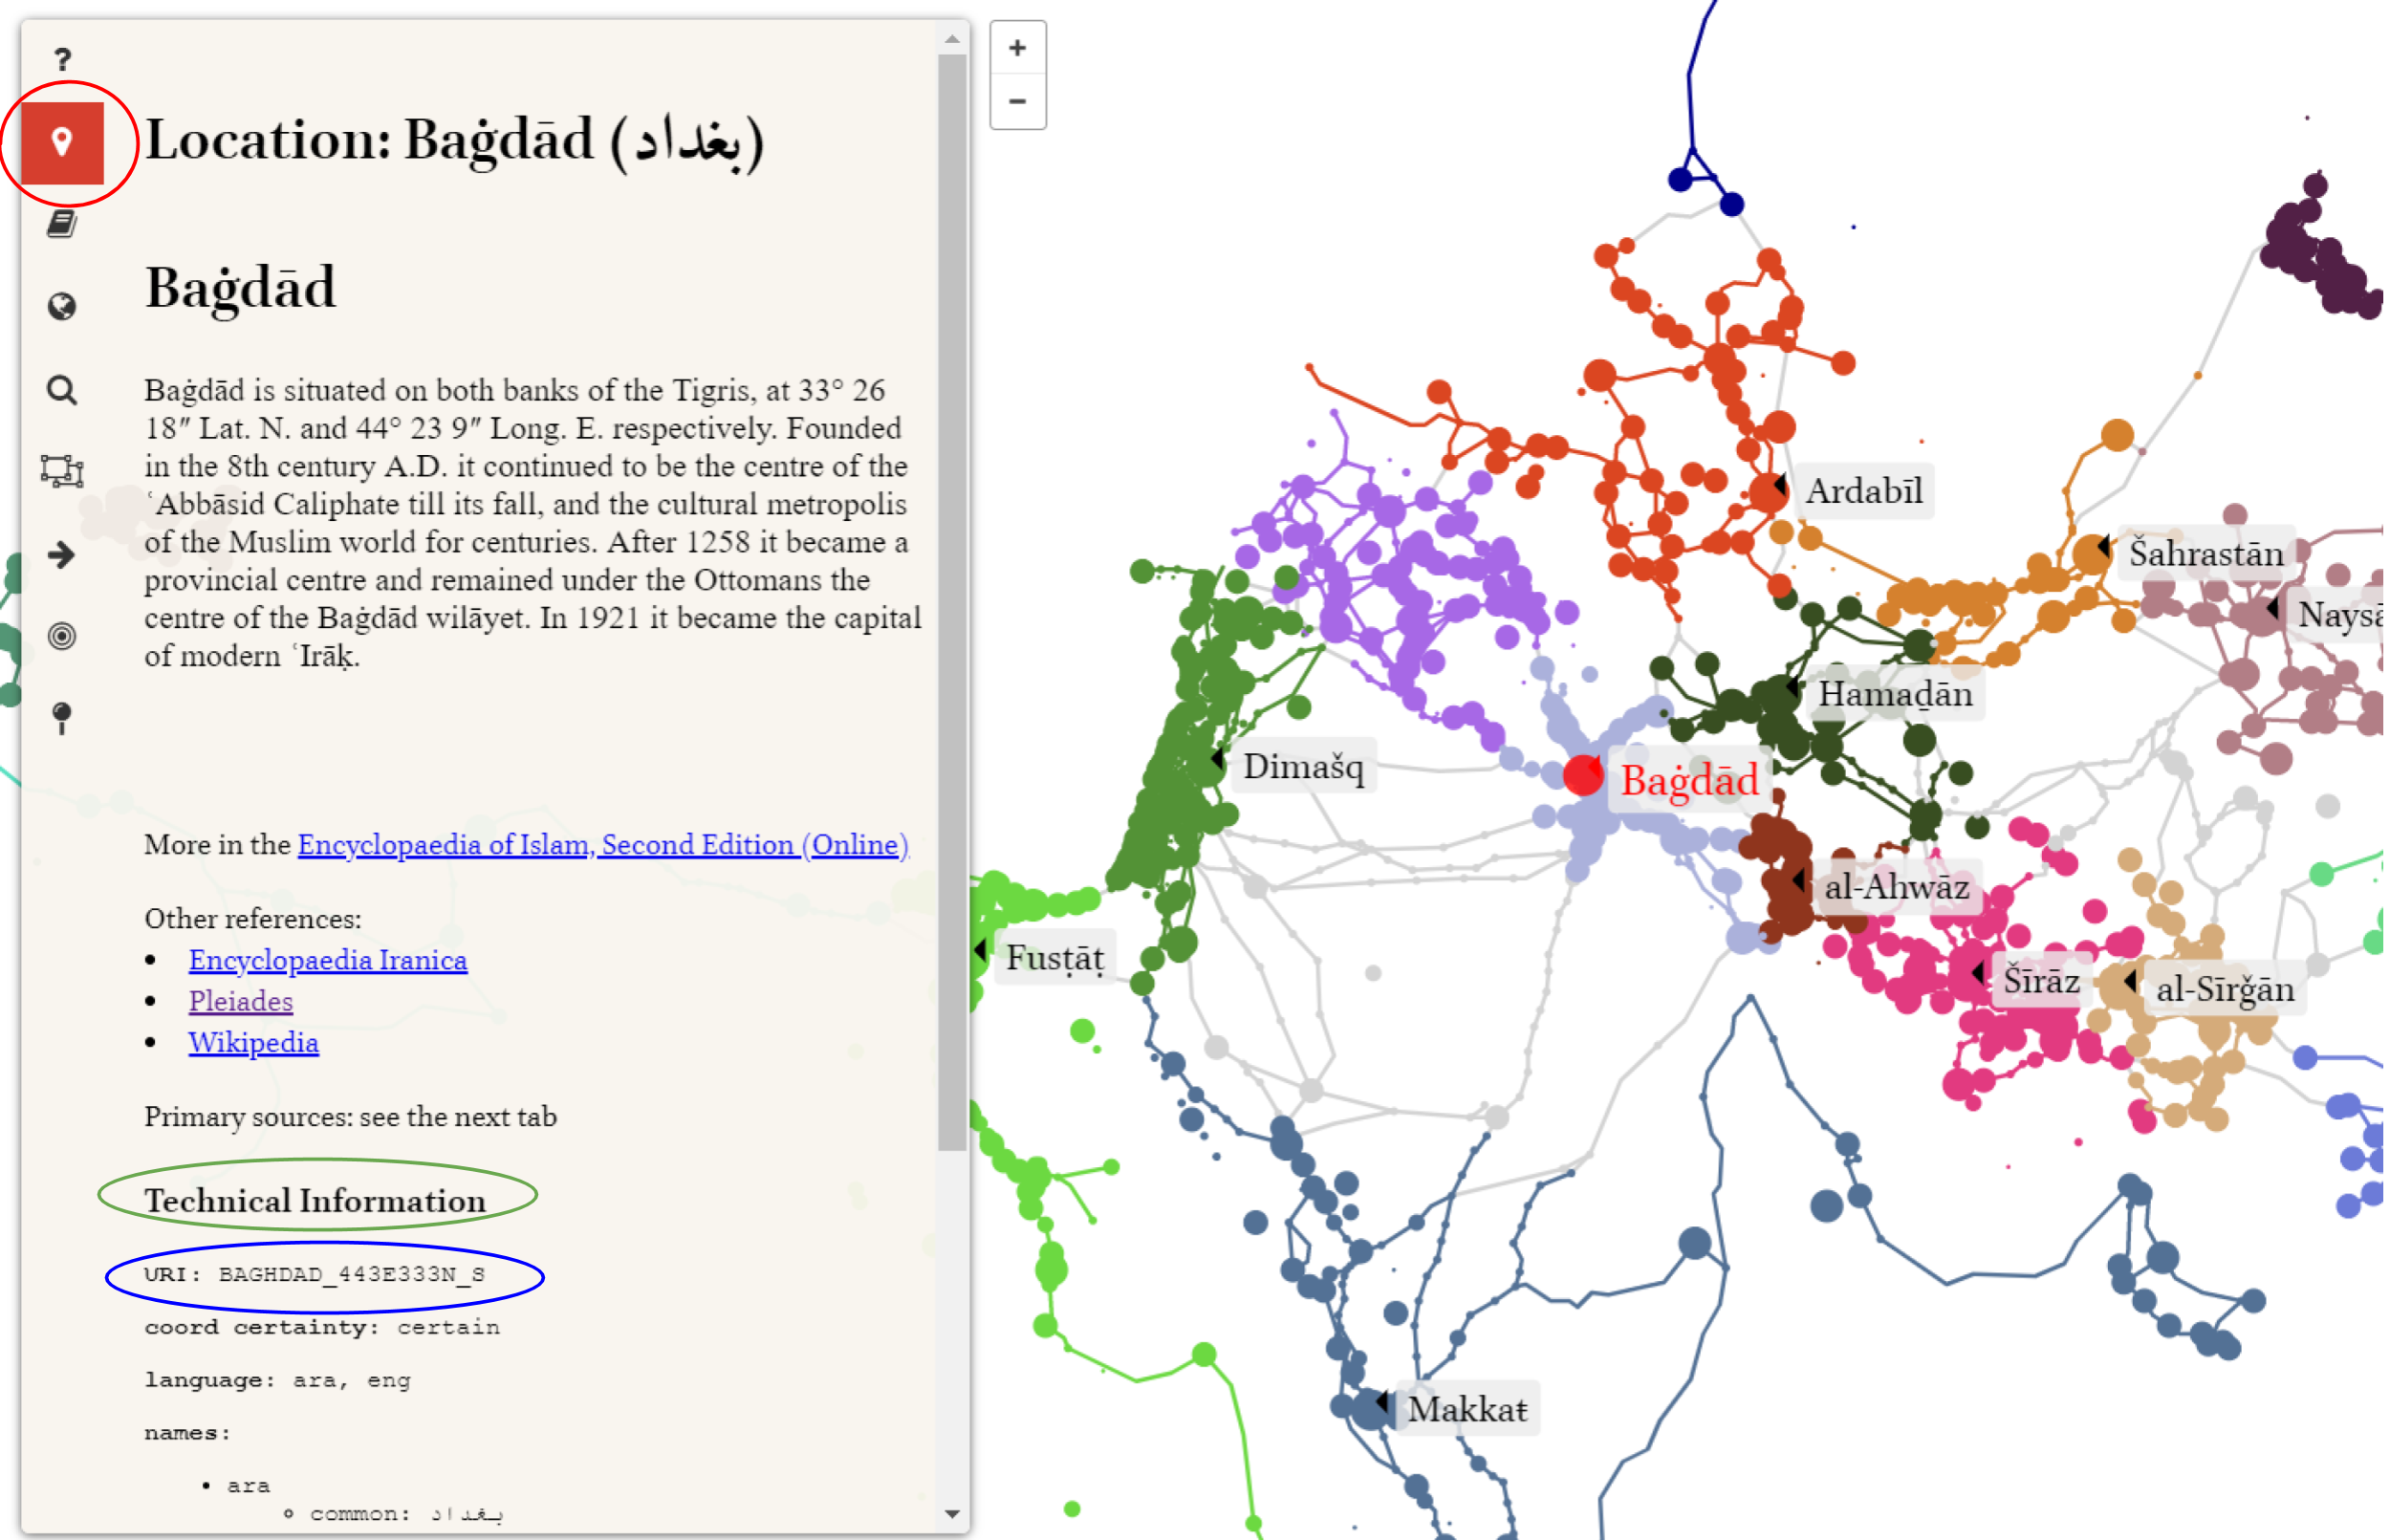 ?
Location: Baġdād (بغداد)
Baġdād
Baġdād is situated on both banks of the Tigris, at 33° 26
18″ Lat. N. and 44° 23 9″ Long. E. respectively. Founded
in the 8th century A.D. it continued to be the centre of the
ʿAbbāsid Caliphate till its fall, and the cultural metropolis
of the Muslim world for centuries. After 1258 it became a
provincial centre and remained under the Ottomans the
centre of the Baġdād wilāyet. In 1921 it became the capital
of modern ʿIrāḳ.
More in the Encyclopaedia of Islam, Second Edition (Online)
Other references:
• Encyclopaedia Iranica
• Pleiades
• Wikipedia
Primary sources: see the next tab
Technical Information
URI: BAGHDAD_443E333N_S
coord certainty: certain
language: ara, eng
names:
• ara
◦ common: بغداد
+
−
Ardabīl
Šahrastān
Naysā
Hamaḏān
Dimašq
Baġdād
al-Ahwāz
Fusṭāṭ
Šīrāz
al-Sīrǧān
Makkaŧ